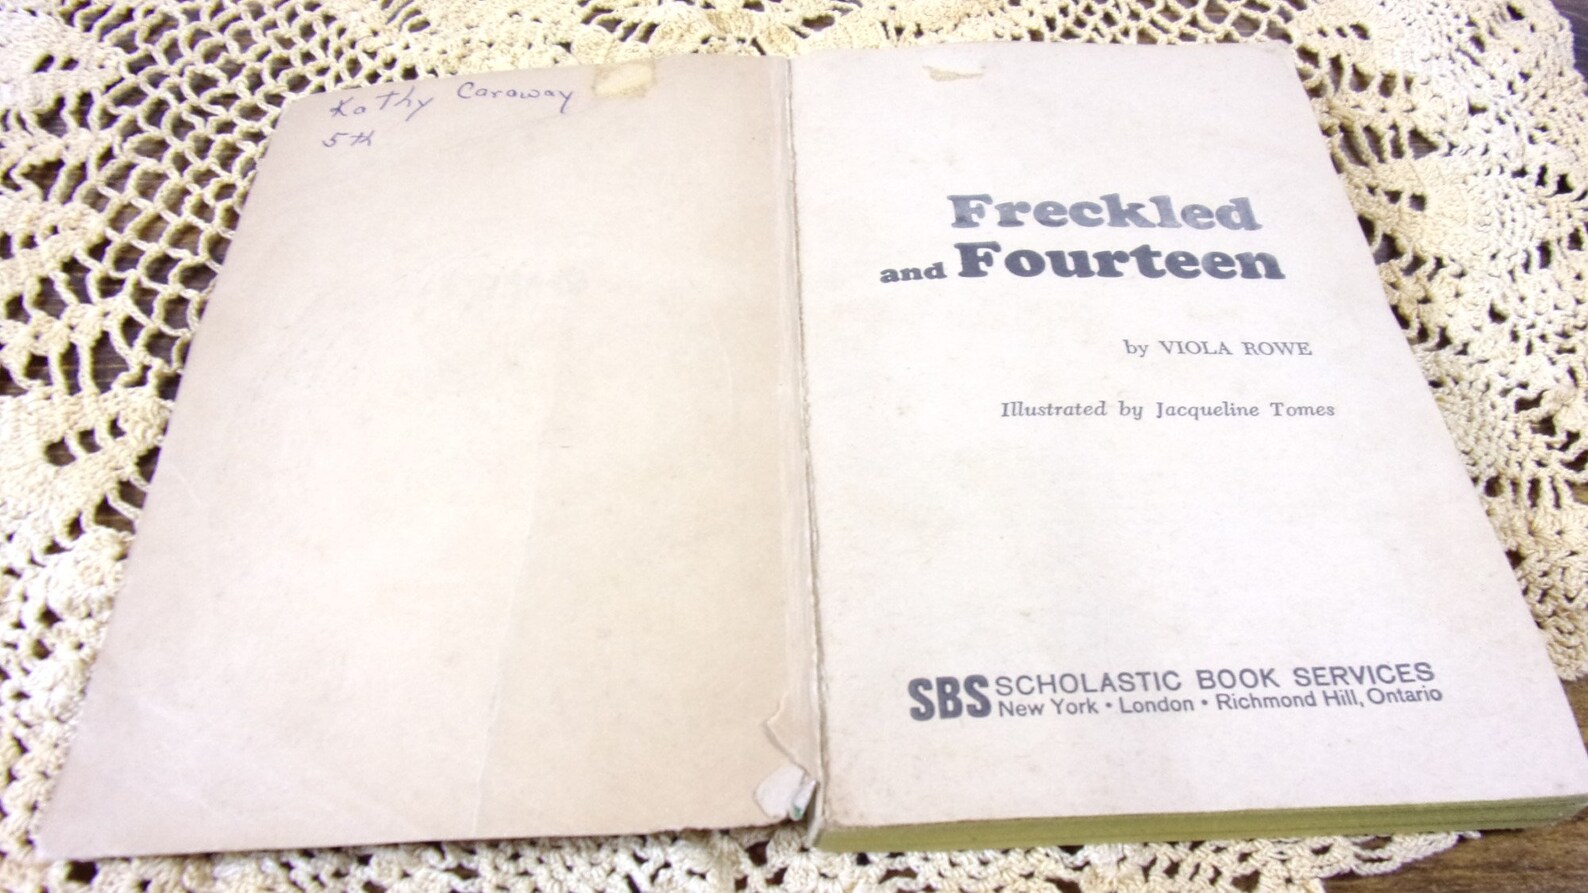 Kathy Caraway
5th
Freckled
and Fourteen
by VIOLA ROWE
Illustrated by Jacqueline Tomes
SBS SCHOLASTIC BOOK SERVICES
New York • London • Richmond Hill, Ontario